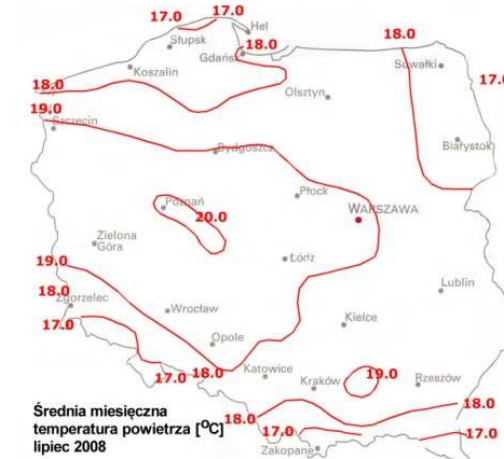 17.0 17.0
Hel
Słupsk
18.0 18.0
Gdańsk
Suwałki
Koszalin
18.0
17.0
Olsztyn
19.0
Szczecin
Białystok
Bydgoszcz
Płock
Poznań
WARSZAWA
20.0
Zielona
Góra
Łódź
19.0
Lublin
18.0
Zgorzelec
Wrocław
17.0
Kielce
Opole
Katowice
19.0
17.0 18.0
Kraków
Rzeszów
18.0
18.0
17.0
17.0
Zakopane
Średnia miesięczna
temperatura powietrza [°C]
lipiec 2008